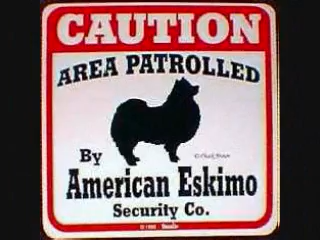 CAUTION
AREA PATROLLED
By
American Eskimo
Security Co.